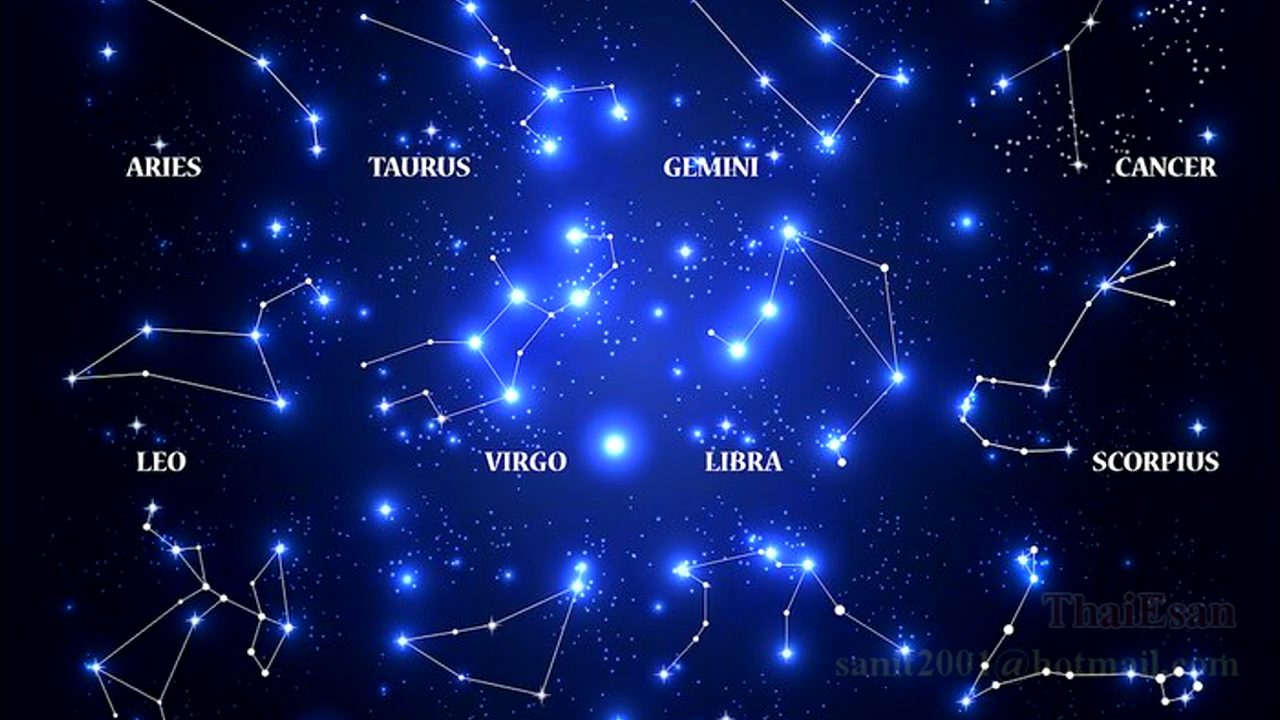 ARIES
TAURUS
GEMINI
CANCER
LEO
VIRGO
LIBRA
SCORPIUS
ThaiEsan